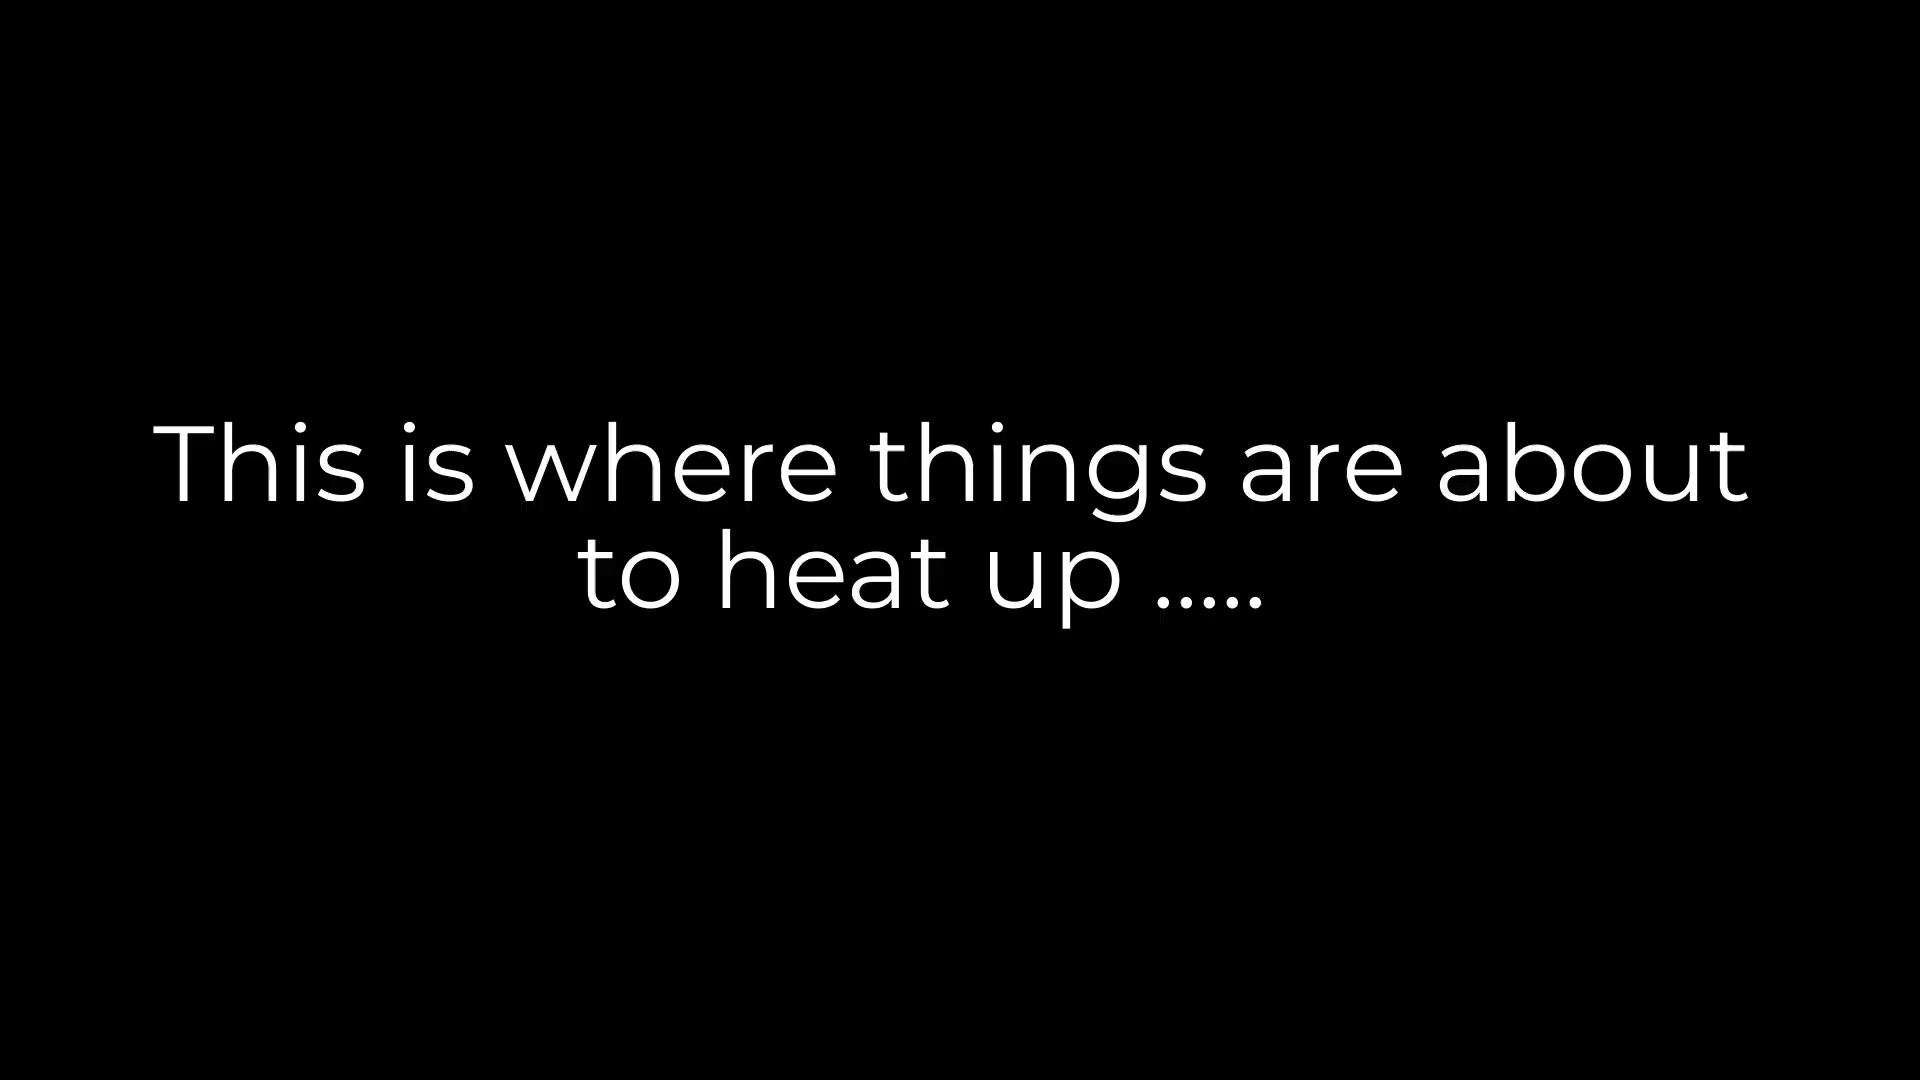 This is where things are about
to heat up .....